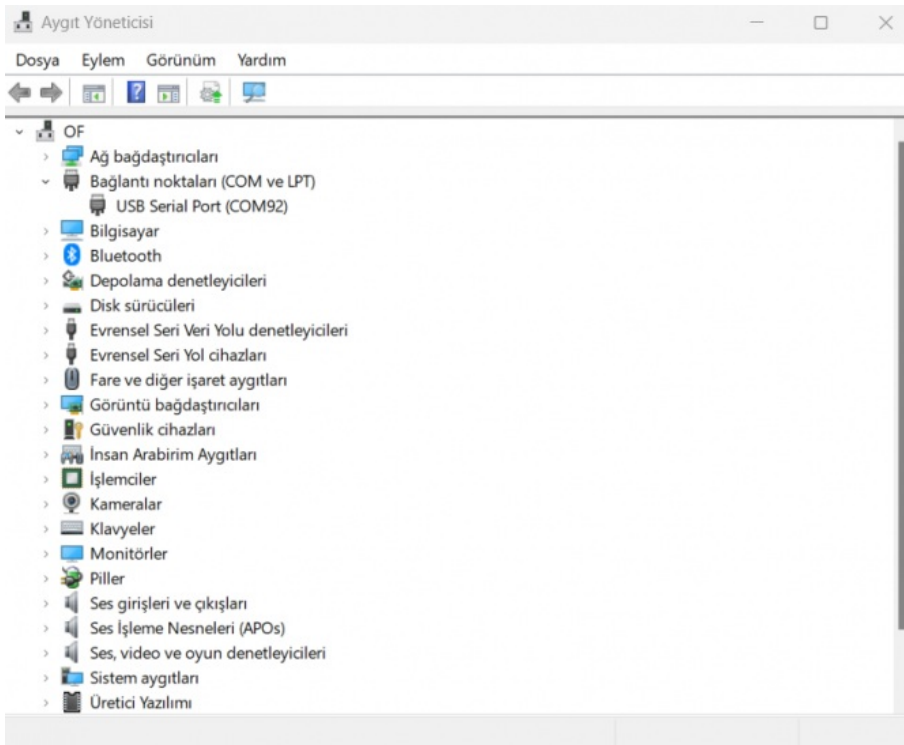 Aygıt Yöneticisi
Dosya Eylem Görünüm Yardım
OF
Ağ bağdaştırıcıları
Bağlantı noktaları (COM ve LPT)
USB Serial Port (COM92)
Bilgisayar
Bluetooth
Depolama denetleyicileri
Disk sürücüleri
Evrensel Seri Veri Yolu denetleyicileri
Evrensel Seri Yol cihazları
Fare ve diğer işaret aygıtları
Görüntü bağdaştırıcıları
Güvenlik cihazları
İnsan Arabirim Aygıtları
İşlemciler
Kameralar
Klavyeler
Monitörler
Piller
Ses girişleri ve çıkışları
Ses İşleme Nesneleri (APOs)
Ses, video ve oyun denetleyicileri
Sistem aygıtları
Üretici Yazılımı